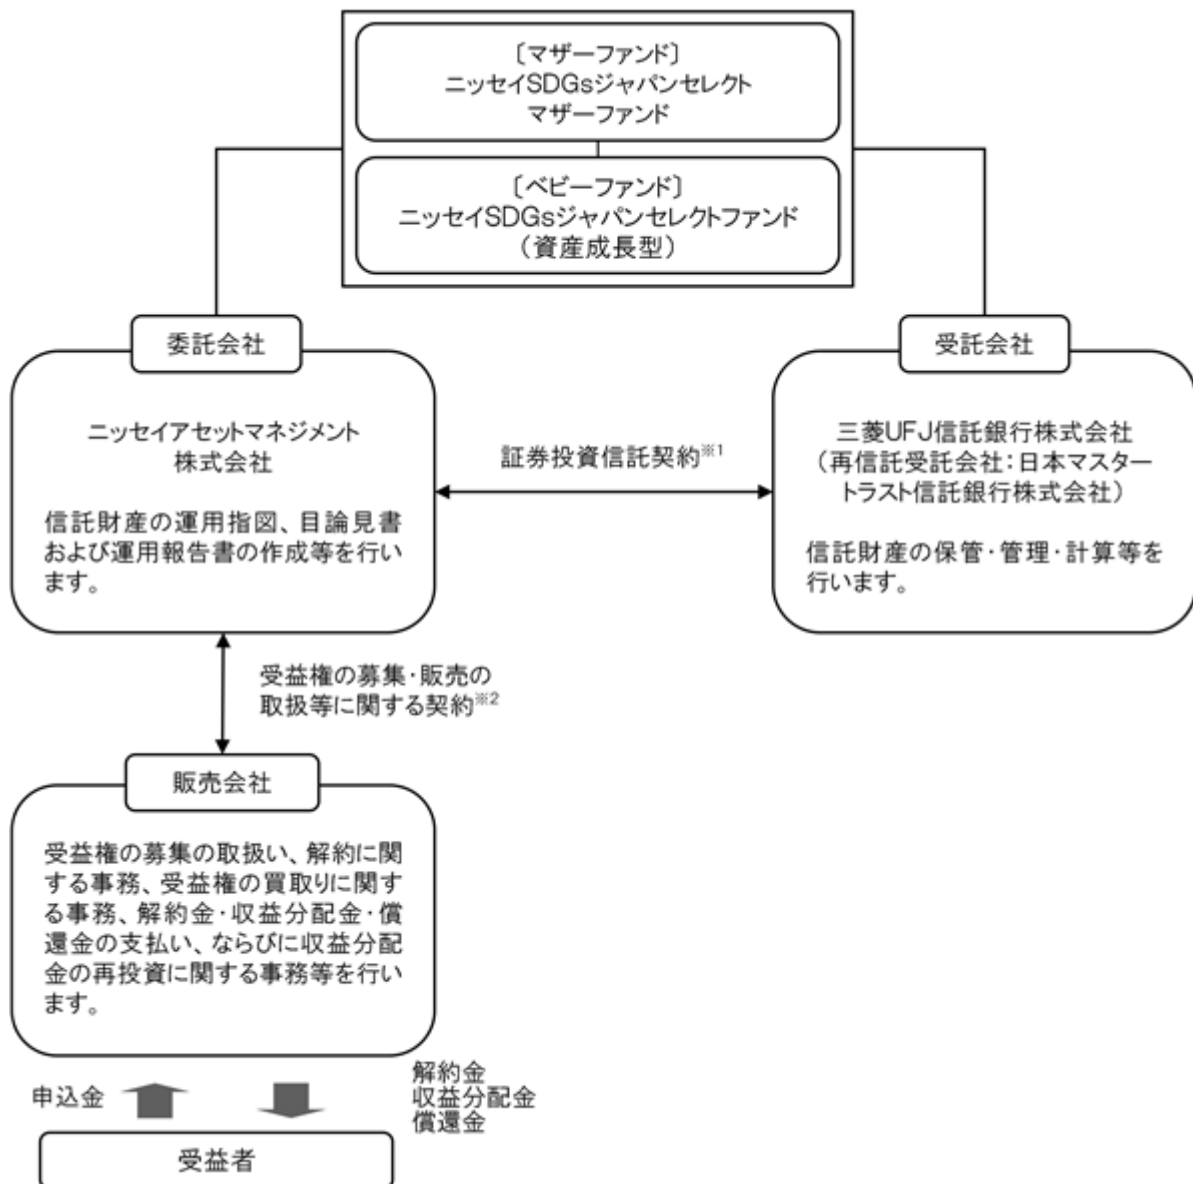 〔マザーファンド〕
ニッセイSDGsジャパンセレクト
マザーファンド
〔ベビーファンド〕
ニッセイSDGsジャパンセレクトファンド
（資産成長型）
委託会社
ニッセイアセットマネジメント
株式会社
信託財産の運用指図、目論見書
および運用報告書の作成等を行い
ます。
証券投資信託契約※1
受託会社
三菱UFJ信託銀行株式会社
（再信託受託会社：日本マスター
トラスト信託銀行株式会社）
信託財産の保管・管理・計算等を
行います。
受益権の募集・販売の
取扱等に関する契約※2
販売会社
受益権の募集の取扱い、解約に関
する事務、受益権の買取りに関す
る事務、解約金・収益分配金・償
還金の支払い、ならびに収益分配
金の再投資に関する事務等を行い
ます。
申込金
解約金
収益分配金
償還金
受益者